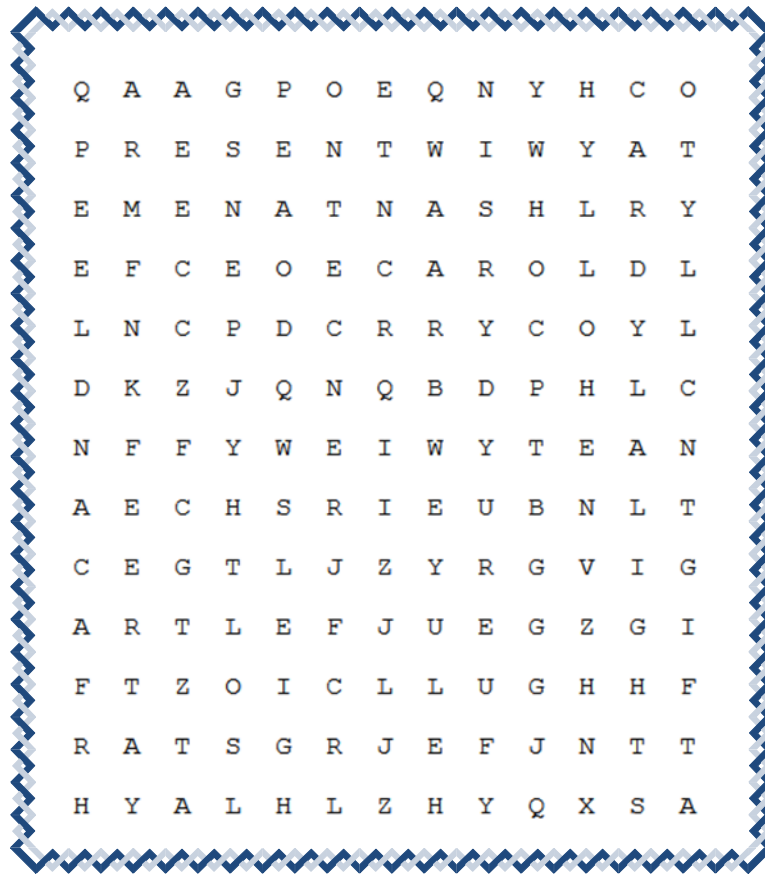 Q A A G P O E Q N Y H C O
P R E S E N T W I W Y A T
E M E N A T N A S H L R Y
E F C E O E C A R O L D L
L N C P D C R R Y C O Y L
D K Z J Q N Q B D P H L C
N F F Y W E I W Y T E A N
A E C H S R I E U B N L T
C E G T L J Z Y R G V I G
A R T L E F J U E G Z G I
F T Z O I C L L U G H H F
R A T S G R J E F J N T T
H Y A L H L Z H Y Q X S A